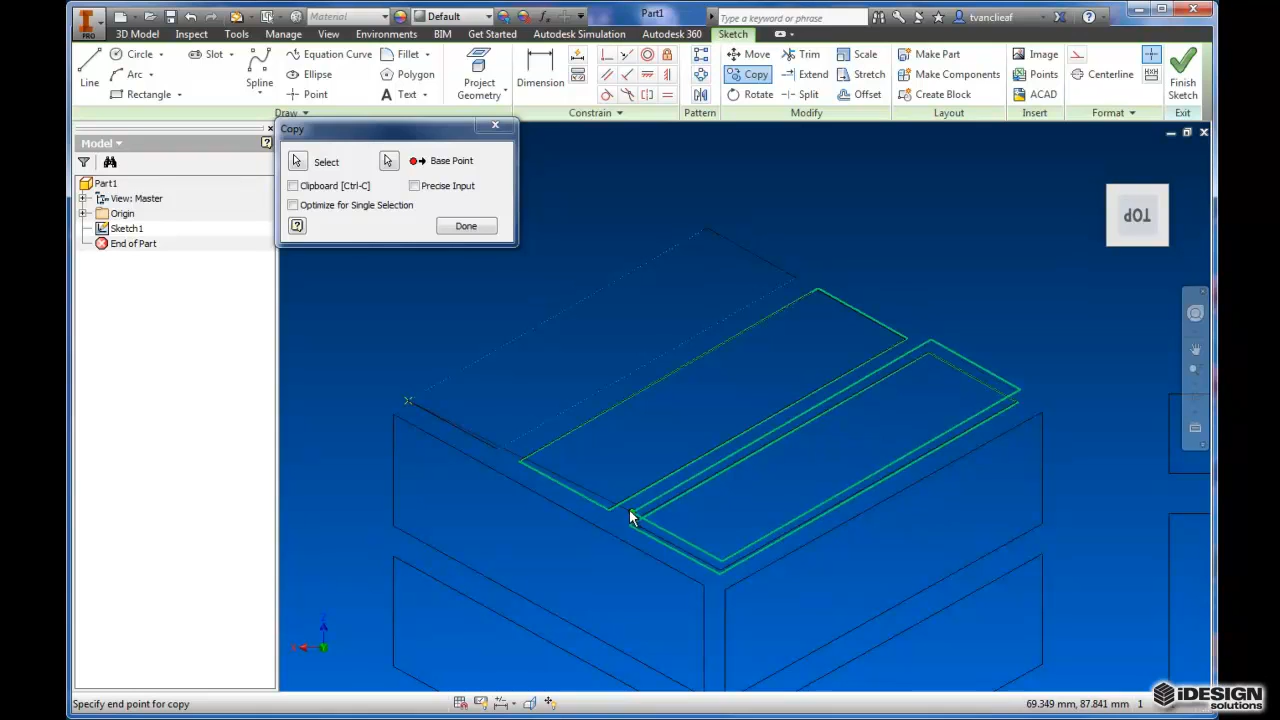 PRO
Material
Default
Part1
Type a keyword or phrase
tvanclieaf
3D Model
Inspect
Tools
Manage
View
Environments
BIM
Get Started
Autodesk Simulation
Autodesk 360
Sketch
Line
Circle
Arc
Rectangle
Slot
Spline
Equation Curve
Ellipse
Point
Fillet
Polygon
Text
Project
Geometry
Dimension
Move
Copy
Rotate
Trim
Extend
Split
Scale
Stretch
Offset
Make Part
Make Components
Create Block
Image
Points
ACAD
Centerline
Finish
Sketch
Draw
Constrain
Pattern
Modify
Layout
Insert
Format
Exit
Model
Part1
View: Master
Origin
Sketch1
End of Part
Copy
Select
Base Point
Clipboard [Ctrl-C]
Precise Input
Optimize for Single Selection
Done
TOP
Z
Specify end point for copy
69.349 mm, 87.841 mm
1
iDESIGN
solutions